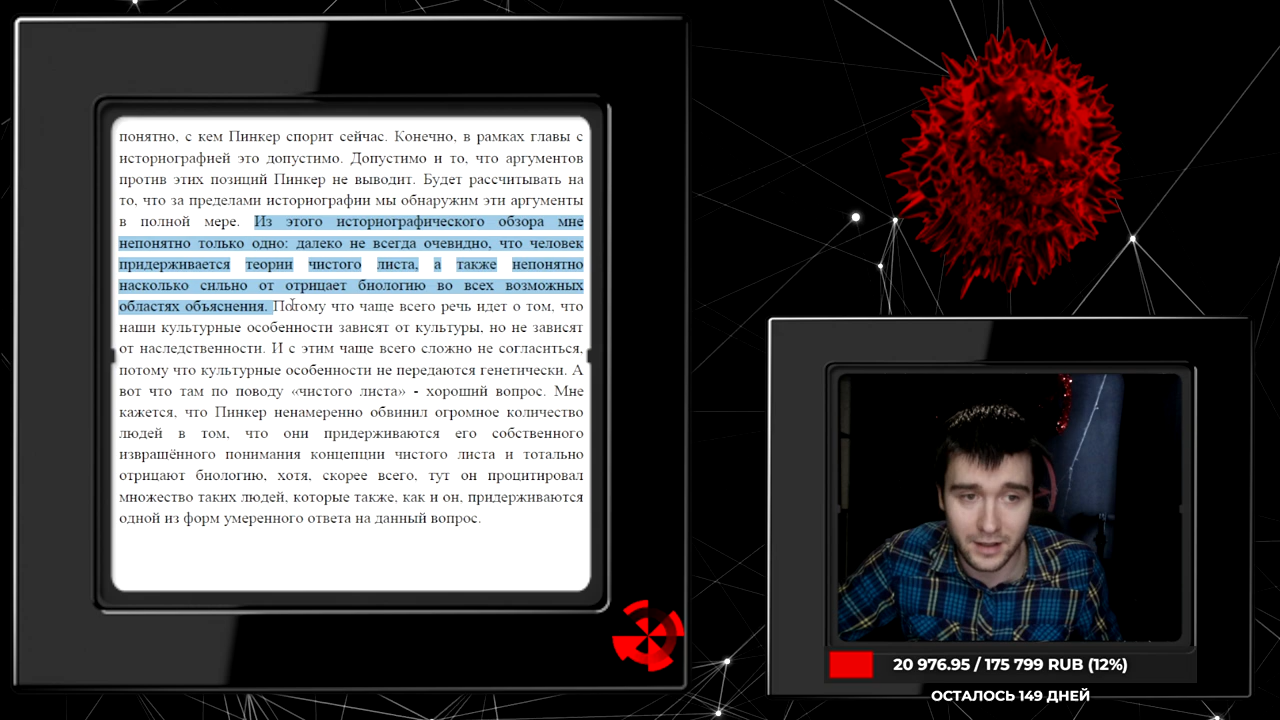 понятно, с кем Пинкер спорит сейчас. Конечно, в рамках главы с
историографией это допустимо. Допустимо и то, что аргументов
против этих позиций Пинкер не выводит. Будет рассчитывать на
то, что за пределами историографии мы обнаружим эти аргументы
в полной мере. Из этого историографического обзора мне
непонятно только одно: далеко не всегда очевидно, что человек
придерживается теории чистого листа, а также непонятно
насколько сильно от отрицает биологию во всех возможных
областях объяснения. Потому что чаще всего речь идет о том, что
наши культурные особенности зависят от культуры, но не зависят
от наследственности. И с этим чаще всего сложно не согласиться,
потому что культурные особенности не передаются генетически. А
вот что там по поводу «чистого листа» - хороший вопрос. Мне
кажется, что Пинкер ненамеренно обвинил огромное количество
людей в том, что они придерживаются его собственного
извращённого понимания концепции чистого листа и тотально
отрицают биологию, хотя, скорее всего, тут он процитировал
множество таких людей, которые также, как и он, придерживаются
одной из форм умеренного ответа на данный вопрос.
20 976.95 / 175 799 RUB (12%)
ОСТАЛОСЬ 149 ДНЕЙ